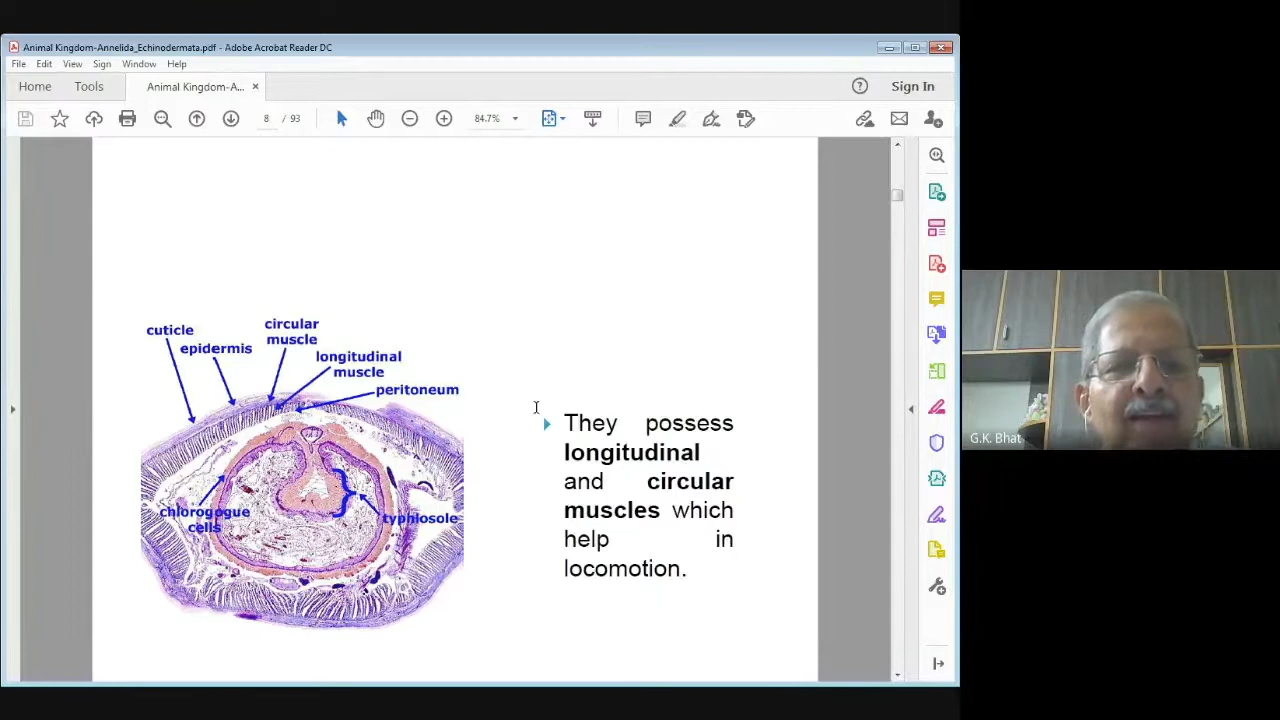 Animal Kingdom-Annelida_Echinodermata.pdf - Adobe Acrobat Reader DC
File Edit View Sign Window Help
Home Tools Animal Kingdom-A... Sign In
8 / 93 84.7%
circular
muscle
cuticle
epidermis
longitudinal
muscle
peritoneum
chlorogogue
cells
typhlosole
They possess
longitudinal
and circular
muscles which
help in
locomotion.
G.K. Bhat